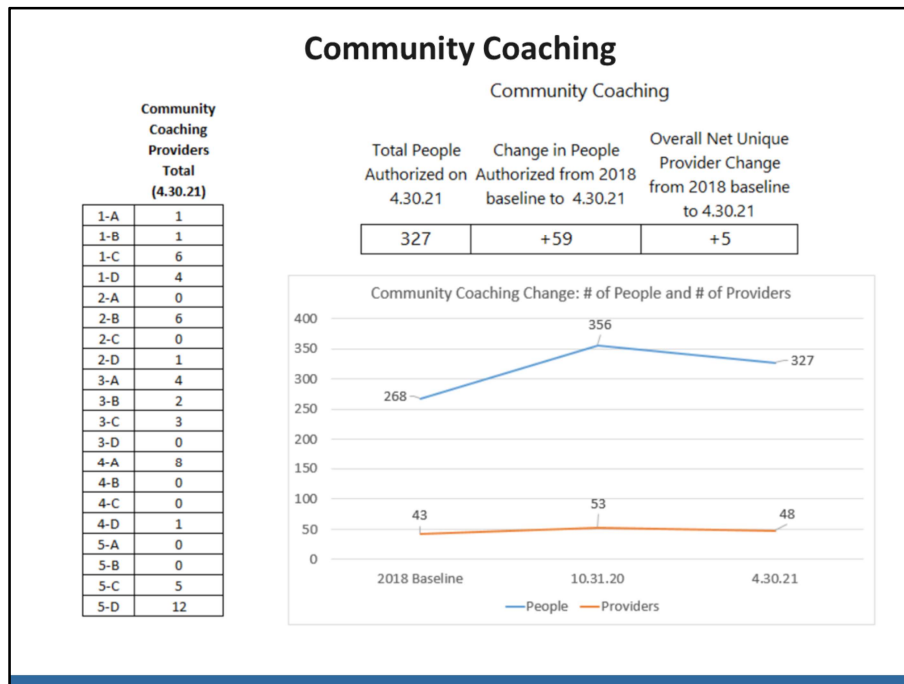 Community Coaching
Community
Coaching
Providers
Total
(4.30.21)
1-A 1
1-B 1
1-C 6
1-D 4
2-A 0
2-B 6
2-C 0
2-D 1
3-A 4
3-B 2
3-C 3
3-D 0
4-A 8
4-B 0
4-C 0
4-D 1
5-A 0
5-B 0
5-C 5
5-D 12
Community Coaching
Total People
Authorized on
4.30.21
Change in People
Authorized from 2018
baseline to 4.30.21
Overall Net Unique
Provider Change
from 2018 baseline
to 4.30.21
327 +59 +5
Community Coaching Change: # of People and # of Providers
400
350
300
250
200
150
100
50
0
268
356
327
43
53
48
2018 Baseline 10.31.20 4.30.21
People Providers